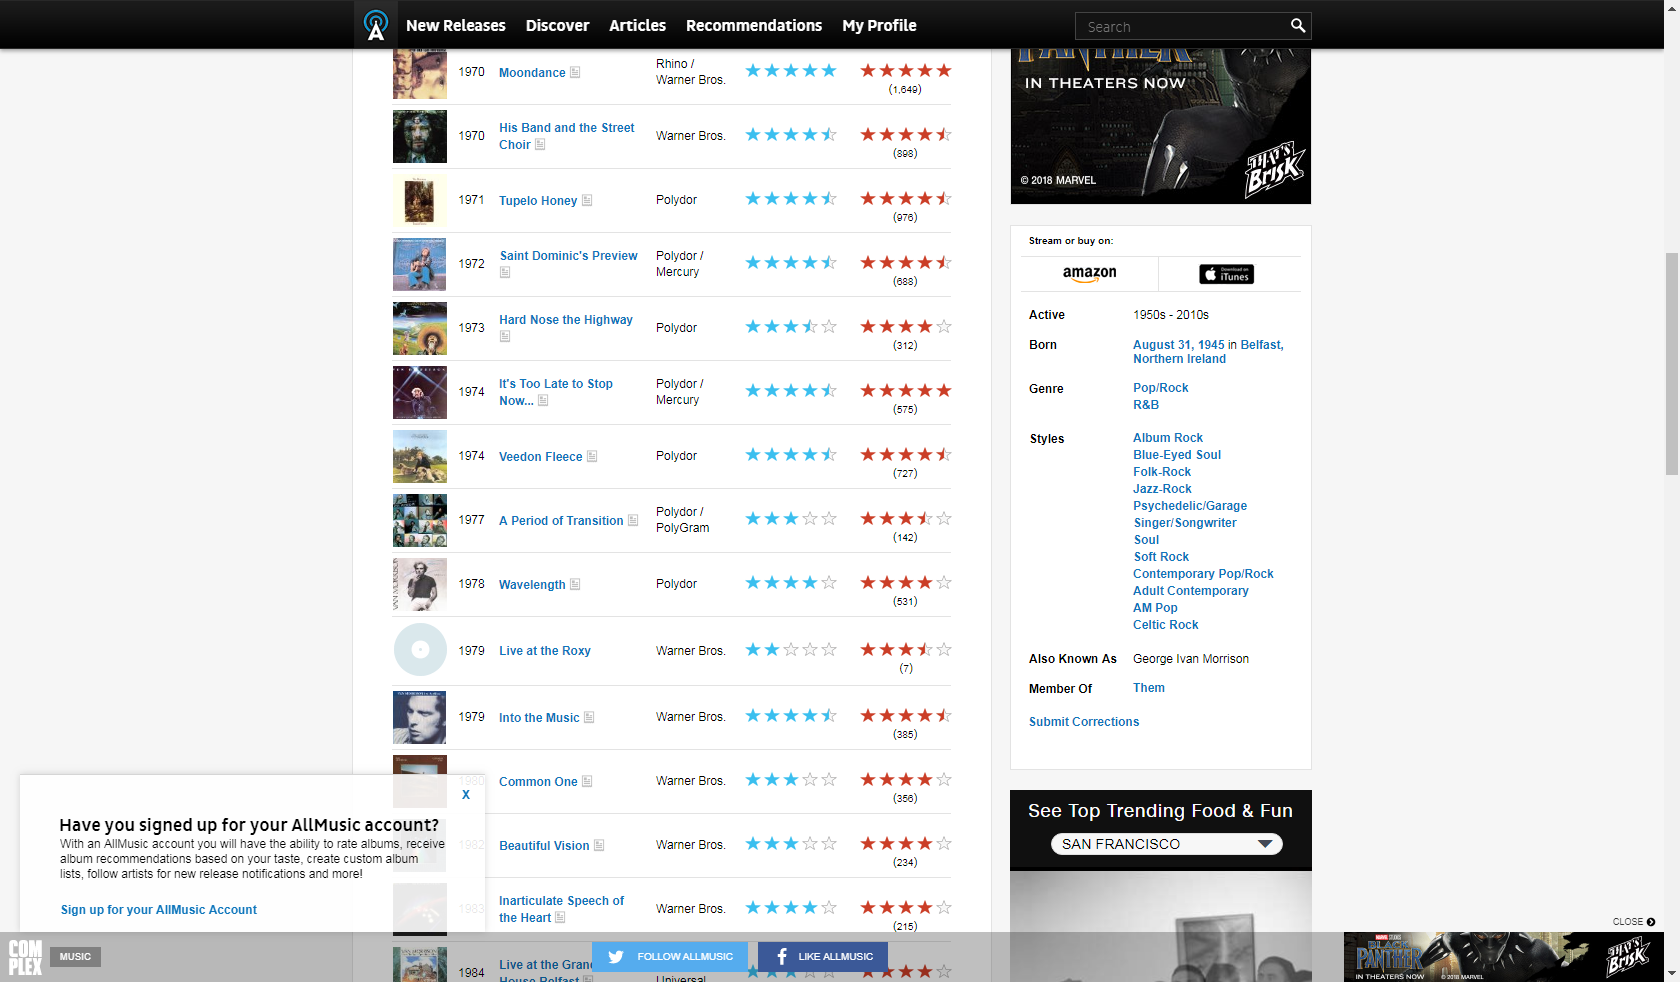 New Releases
Discover
Articles
Recommendations
My Profile
Search
1970
Moondance
Rhino /
Warner Bros.
(1,649)
1970
His Band and the Street
Choir
Warner Bros.
(898)
1971
Tupelo Honey
Polydor
(976)
1972
Saint Dominic's Preview
Polydor /
Mercury
(688)
1973
Hard Nose the Highway
Polydor
(312)
1974
It's Too Late to Stop
Now...
Polydor /
Mercury
(575)
1974
Veedon Fleece
Polydor
(727)
1977
A Period of Transition
Polydor /
PolyGram
(142)
1978
Wavelength
Polydor
(531)
1979
Live at the Roxy
Warner Bros.
(7)
1979
Into the Music
Warner Bros.
(385)
1980
Common One
Warner Bros.
(356)
1982
Beautiful Vision
Warner Bros.
(234)
1983
Inarticulate Speech of
the Heart
Warner Bros.
(215)
1984
Live at the Grand
House Belfast
Universal
PANTHER
IN THEATERS NOW
© 2018 MARVEL
THAT'S
BRISK
Stream or buy on:
amazon
Download on
iTunes
Active
1950s - 2010s
Born
August 31, 1945 in Belfast,
Northern Ireland
Genre
Pop/Rock
R&B
Styles
Album Rock
Blue-Eyed Soul
Folk-Rock
Jazz-Rock
Psychedelic/Garage
Singer/Songwriter
Soul
Soft Rock
Contemporary Pop/Rock
Adult Contemporary
AM Pop
Celtic Rock
Also Known As
George Ivan Morrison
Member Of
Them
Submit Corrections
See Top Trending Food & Fun
SAN FRANCISCO
X
Have you signed up for your AllMusic account?
With an AllMusic account you will have the ability to rate albums, receive
album recommendations based on your taste, create custom album
lists, follow artists for new release notifications and more!
Sign up for your AllMusic Account
COM
PLEX
MUSIC
FOLLOW ALLMUSIC
LIKE ALLMUSIC
CLOSE
MARVEL STUDIOS
BLACK
PANTHER
IN THEATERS NOW
© 2018 MARVEL
THAT'S
BRISK